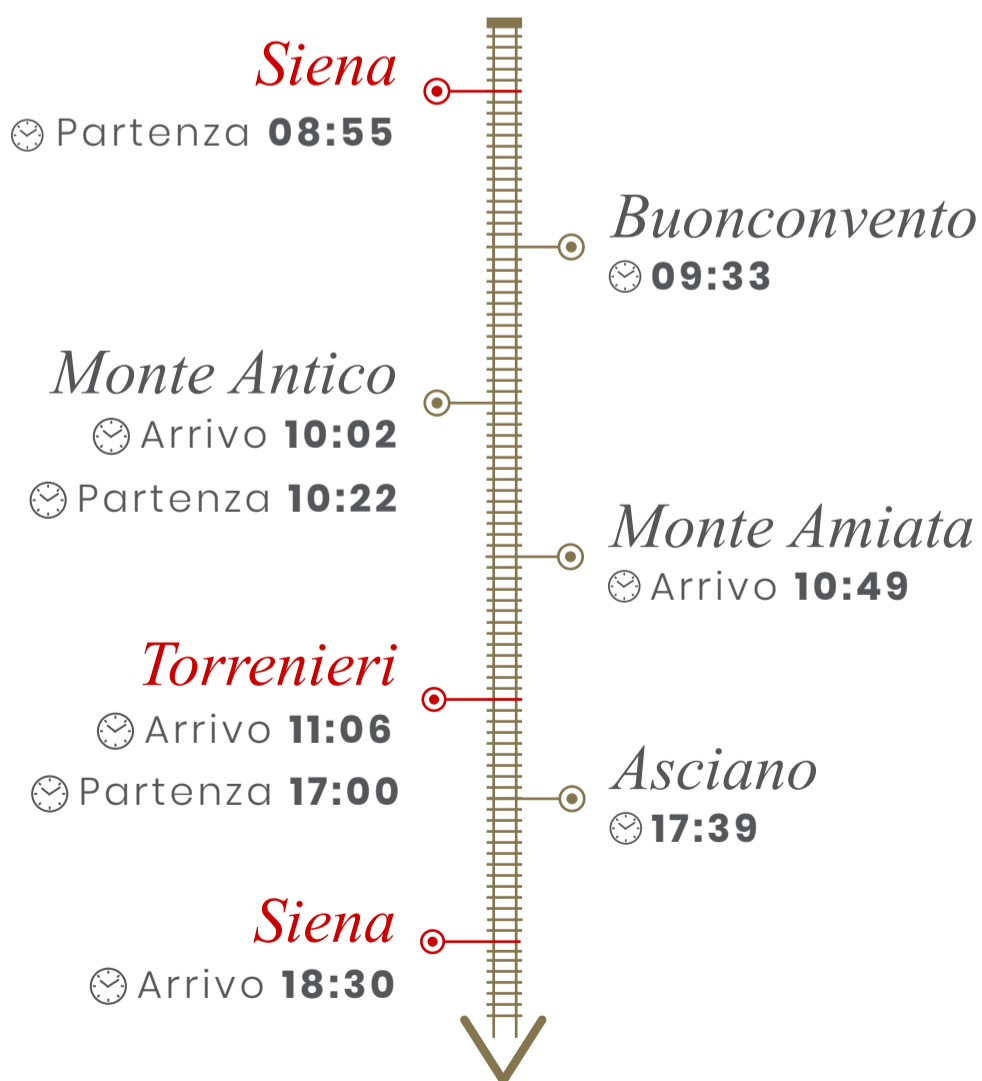 Siena
Partenza 08:55
Buonconvento
09:33
Monte Antico
Arrivo 10:02
Partenza 10:22
Monte Amiata
Arrivo 10:49
Torrenieri
Arrivo 11:06
Partenza 17:00
Asciano
17:39
Siena
Arrivo 18:30